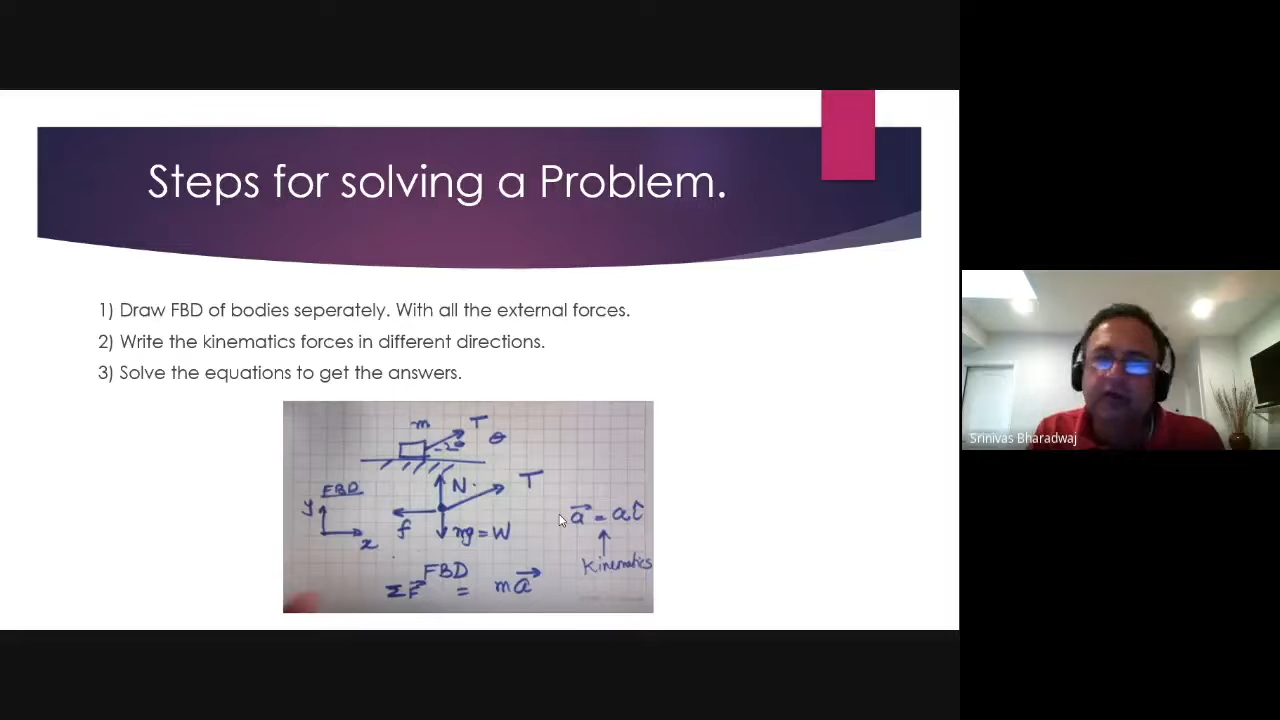 Steps for solving a Problem.
1) Draw FBD of bodies seperately. With all the external forces.
2) Write the kinematics forces in different directions.
3) Solve the equations to get the answers.
m
T
θ
FBD
N
T
y
f
mg = W
x
a⃗ = aî
Kinematics
FBD
ΣF⃗ = ma⃗
Srinivas Bharadwaj